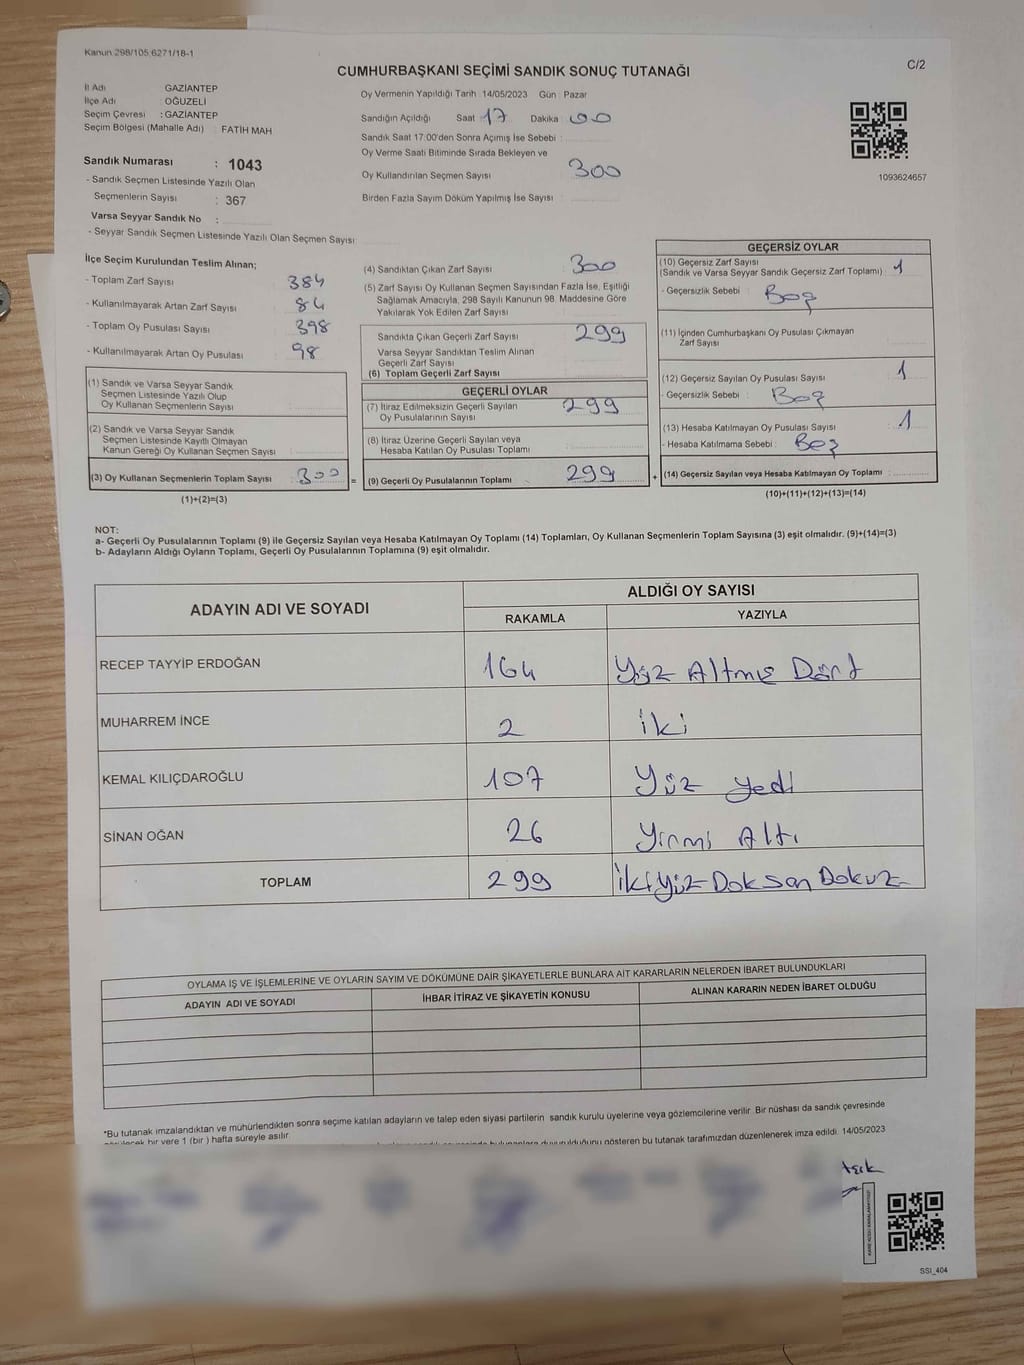 Kanun 298/105,6271/18-1
C/2
CUMHURBAŞKANI SEÇİMİ SANDIK SONUÇ TUTANAĞI
İl Adı GAZİANTEP
İlçe Adı OĞUZELİ
Seçim Çevresi : GAZİANTEP
Seçim Bölgesi (Mahalle Adı) : FATİH MAH
Sandık Numarası : 1043
- Sandık Seçmen Listesinde Yazılı Olan
Seçmenlerin Sayısı : 367
Varsa Seyyar Sandık No :
- Seyyar Sandık Seçmen Listesinde Yazılı Olan Seçmen Sayısı
Oy Vermenin Yapıldığı Tarih : 14/05/2023 Gün : Pazar
Sandığın Açıldığı Saat 17 Dakika : 00
Sandık Saat 17:00'den Sonra Açımış İse Sebebi :
Oy Verme Saati Bitiminde Sırada Bekleyen ve
Oy Kullandırılan Seçmen Sayısı 300
Birden Fazla Sayım Döküm Yapılmış İse Sayısı :
1093624657
İlçe Seçim Kurulundan Teslim Alınan;
- Toplam Zarf Sayısı 384
- Kullanılmayarak Artan Zarf Sayısı 84
- Toplam Oy Pusulası Sayısı 398
- Kullanılmayarak Artan Oy Pusulası 98
(1) Sandık ve Varsa Seyyar Sandık
Seçmen Listesinde Yazılı Olup
Oy Kullanan Seçmenlerin Sayısı
(2) Sandık ve Varsa Seyyar Sandık
Seçmen Listesinde Kayıtlı Olmayan
Kanun Gereği Oy Kullanan Seçmen Sayısı :
(3) Oy Kullanan Seçmenlerin Toplam Sayısı : 300
(1)+(2)=(3)
(4) Sandıktan Çıkan Zarf Sayısı 300
(5) Zarf Sayısı Oy Kullanan Seçmen Sayısından Fazla İse, Eşitliği
Sağlamak Amacıyla, 298 Sayılı Kanunun 98. Maddesine Göre
Yakılarak Yok Edilen Zarf Sayısı
Sandıkta Çıkan Geçerli Zarf Sayısı 299
Varsa Seyyar Sandıktan Teslim Alınan
Geçerli Zarf Sayısı
(6) Toplam Geçerli Zarf Sayısı
GEÇERLİ OYLAR
(7) İtiraz Edilmeksizin Geçerli Sayılan
Oy Pusulalarının Sayısı 299
(8) İtiraz Üzerine Geçerli Sayılan veya
Hesaba Katılan Oy Pusulası Toplamı
= (9) Geçerli Oy Pusulalarının Toplamı 299 +
GEÇERSİZ OYLAR
(10) Geçersiz Zarf Sayısı
(Sandık ve Varsa Seyyar Sandık Geçersiz Zarf Toplamı) 1
- Geçersizlik Sebebi : Boş
(11) İçinden Cumhurbaşkanı Oy Pusulası Çıkmayan
Zarf Sayısı
(12) Geçersiz Sayılan Oy Pusulası Sayısı 1
- Geçersizlik Sebebi : Boş
(13) Hesaba Katılmayan Oy Pusulası Sayısı 1
- Hesaba Katılmama Sebebi : Boş
(14) Geçersiz Sayılan veya Hesaba Katılmayan Oy Toplamı :
(10)+(11)+(12)+(13)=(14)
NOT:
a- Geçerli Oy Pusulalarının Toplamı (9) ile Geçersiz Sayılan veya Hesaba Katılmayan Oy Toplamı (14) Toplamları, Oy Kullanan Seçmenlerin Toplam Sayısına (3) eşit olmalıdır. (9)+(14)=(3)
b- Adayların Aldığı Oyların Toplamı, Geçerli Oy Pusulalarının Toplamına (9) eşit olmalıdır.
ADAYIN ADI VE SOYADI ALDIĞI OY SAYISI
RAKAMLA YAZIYLA
RECEP TAYYİP ERDOĞAN 164 Yüz Altmış Dört
MUHARREM İNCE 2 iki
KEMAL KILIÇDAROĞLU 107 Yüz yedi
SİNAN OĞAN 26 Yirmi Altı
TOPLAM 299 ikiyüz Doksan Dokuz
OYLAMA İŞ VE İŞLEMLERİNE VE OYLARIN SAYIM VE DÖKÜMÜNE DAİR ŞİKAYETLERLE BUNLARA AİT KARARLARIN NELERDEN İBARET BULUNDUKLARI
ADAYIN ADI VE SOYADI İHBAR İTİRAZ VE ŞİKAYETİN KONUSU ALINAN KARARIN NEDEN İBARET OLDUĞU
*Bu tutanak imzalandıktan ve mühürlendikten sonra seçime katılan adayların ve talep eden siyasi partilerin sandık kurulu üyelerine veya gözlemcilerine verilir. Bir nüshası da sandık çevresinde
bir yere 1 (bir ) hafta süreyle asılır.
gösteren bu tutanak tarafımızdan düzenlenerek imza edildi. 14/05/2023
SSI_404